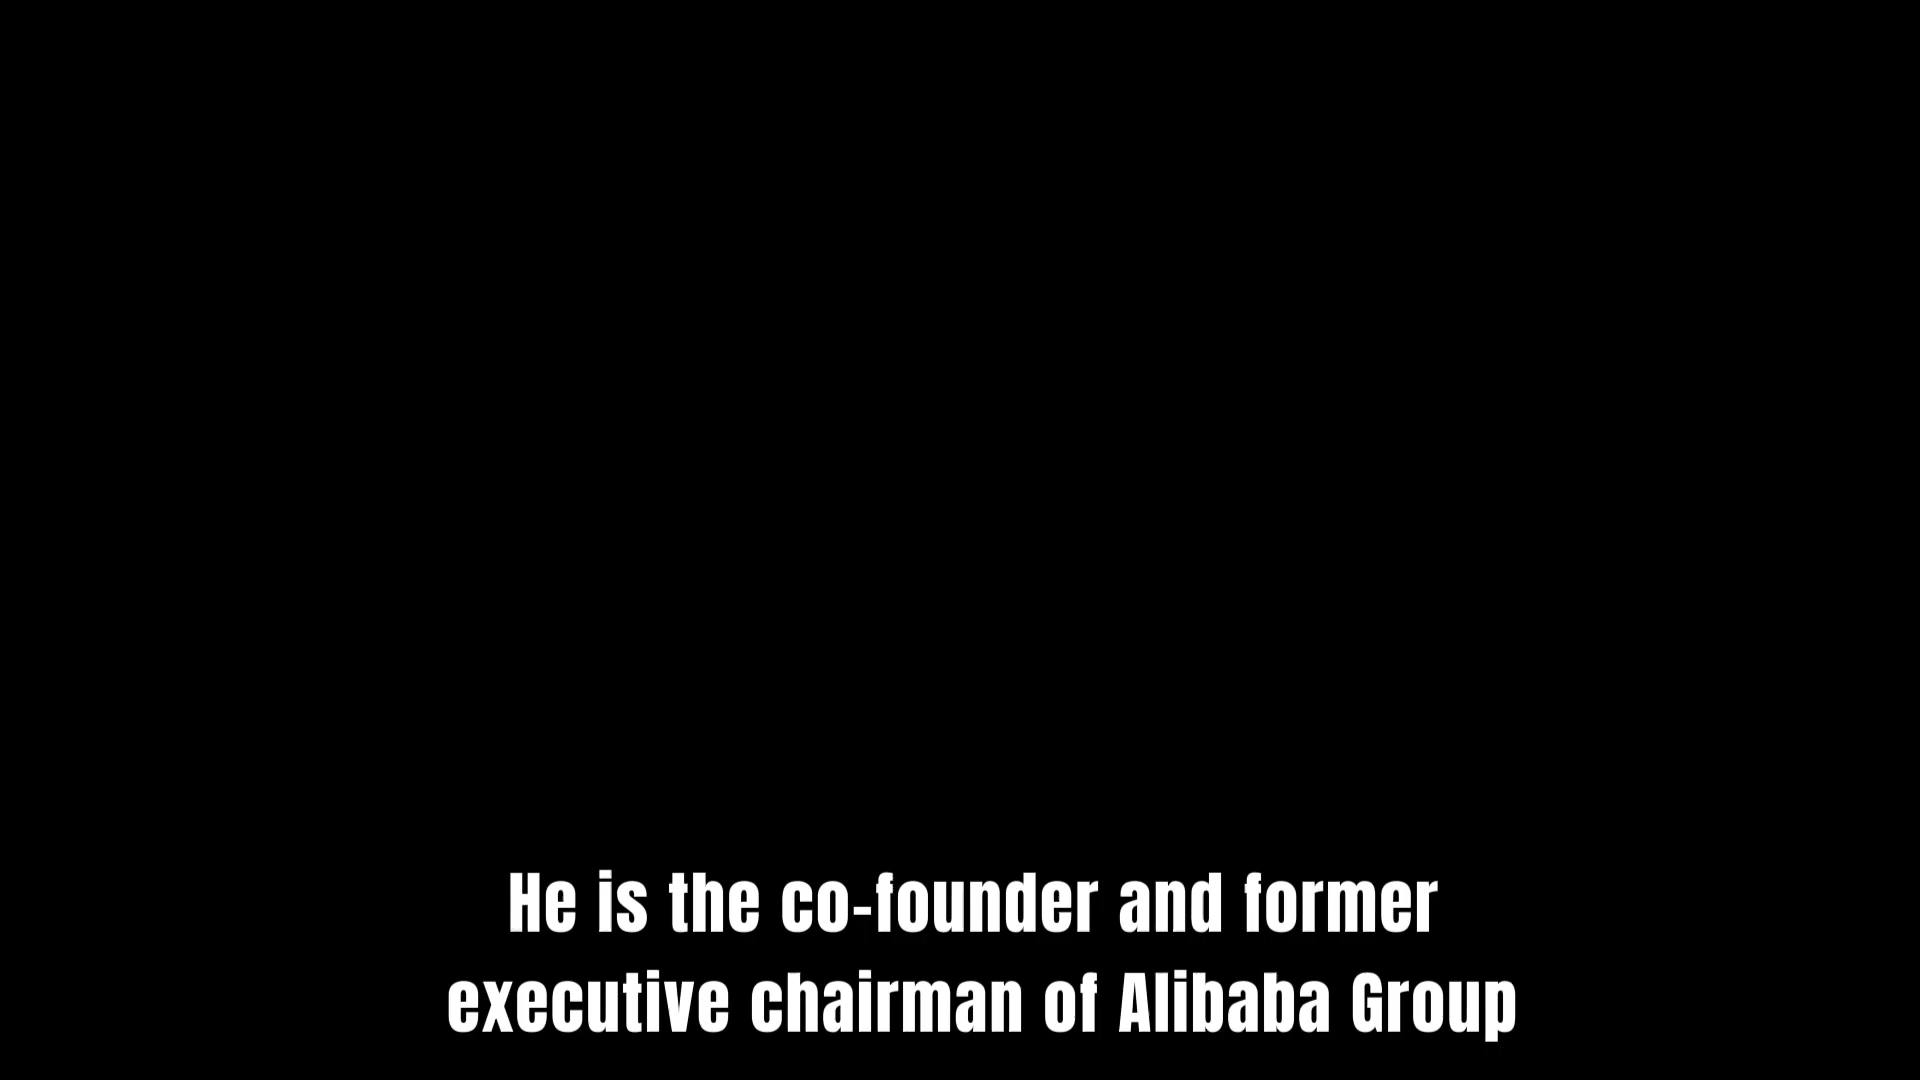 He is the co-founder and former
executive chairman of Alibaba Group